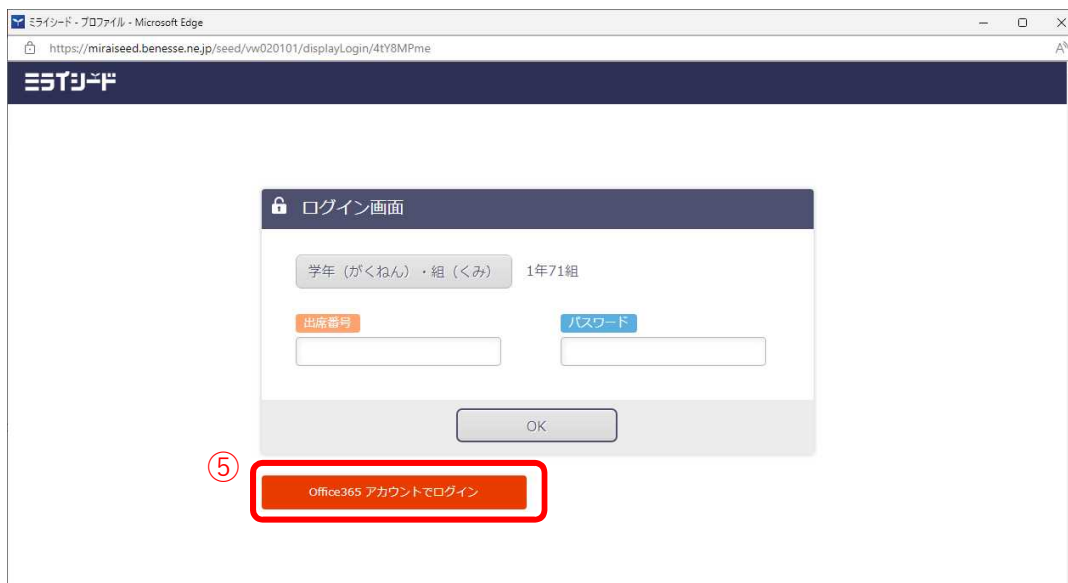 ミライシード - プロファイル - Microsoft Edge
https://miraiseed.benesse.ne.jp/seed/vw020101/displayLogin/4tY8MPme
ミライシード
ログイン画面
学年（がくねん）・組（くみ） 1年71組
出席番号 パスワード
OK
⑤
Office365 アカウントでログイン